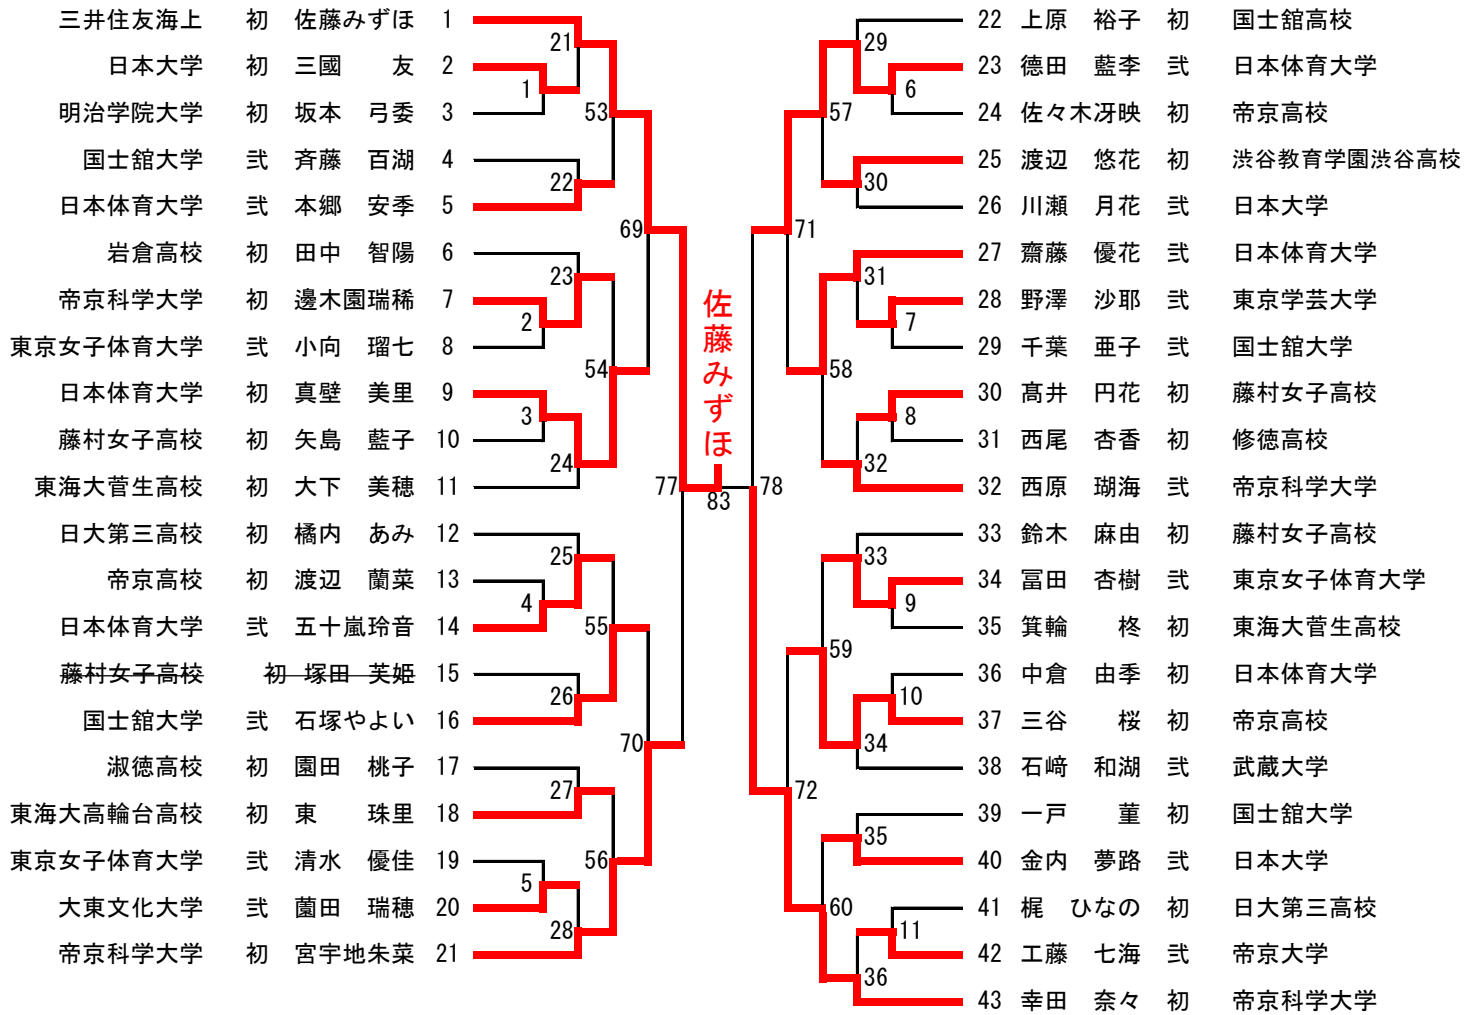 三井住友海上 初 佐藤みずほ 1
日本大学 初 三國 友 2
明治学院大学 初 坂本 弓委 3
国士舘大学 弐 斉藤 百湖 4
日本体育大学 弐 本郷 安季 5
岩倉高校 初 田中 智陽 6
帝京科学大学 初 邊木園瑞稀 7
東京女子体育大学 弐 小向 瑠七 8
日本体育大学 初 真壁 美里 9
藤村女子高校 初 矢島 藍子 10
東海大菅生高校 初 大下 美穂 11
日大第三高校 初 橘内 あみ 12
帝京高校 初 渡辺 蘭菜 13
日本体育大学 弐 五十嵐玲音 14
藤村女子高校 初 塚田 芙姫 15
国士舘大学 弐 石塚やよい 16
淑徳高校 初 園田 桃子 17
東海大高輪台高校 初 東 珠里 18
東京女子体育大学 弐 清水 優佳 19
大東文化大学 弐 薗田 瑞穂 20
帝京科学大学 初 宮宇地朱菜 21
21
1
53
22
69
23
2
54
3
24
77
25
4
55
26
70
27
56
5
28
佐藤みずほ
83
29
6
57
30
71
31
7
58
8
32
78
33
9
59
10
34
72
35
60
11
36
22 上原 裕子 初 国士舘高校
23 徳田 藍李 弐 日本体育大学
24 佐々木冴映 初 帝京高校
25 渡辺 悠花 初 渋谷教育学園渋谷高校
26 川瀬 月花 弐 日本大学
27 齋藤 優花 弐 日本体育大学
28 野澤 沙耶 弐 東京学芸大学
29 千葉 亜子 弐 国士舘大学
30 髙井 円花 初 藤村女子高校
31 西尾 杏香 初 修徳高校
32 西原 瑚海 弐 帝京科学大学
33 鈴木 麻由 初 藤村女子高校
34 冨田 杏樹 弐 東京女子体育大学
35 箕輪 柊 初 東海大菅生高校
36 中倉 由季 初 日本体育大学
37 三谷 桜 初 帝京高校
38 石﨑 和湖 弐 武蔵大学
39 一戸 菫 初 国士舘大学
40 金内 夢路 弐 日本大学
41 梶 ひなの 初 日大第三高校
42 工藤 七海 弐 帝京大学
43 幸田 奈々 初 帝京科学大学